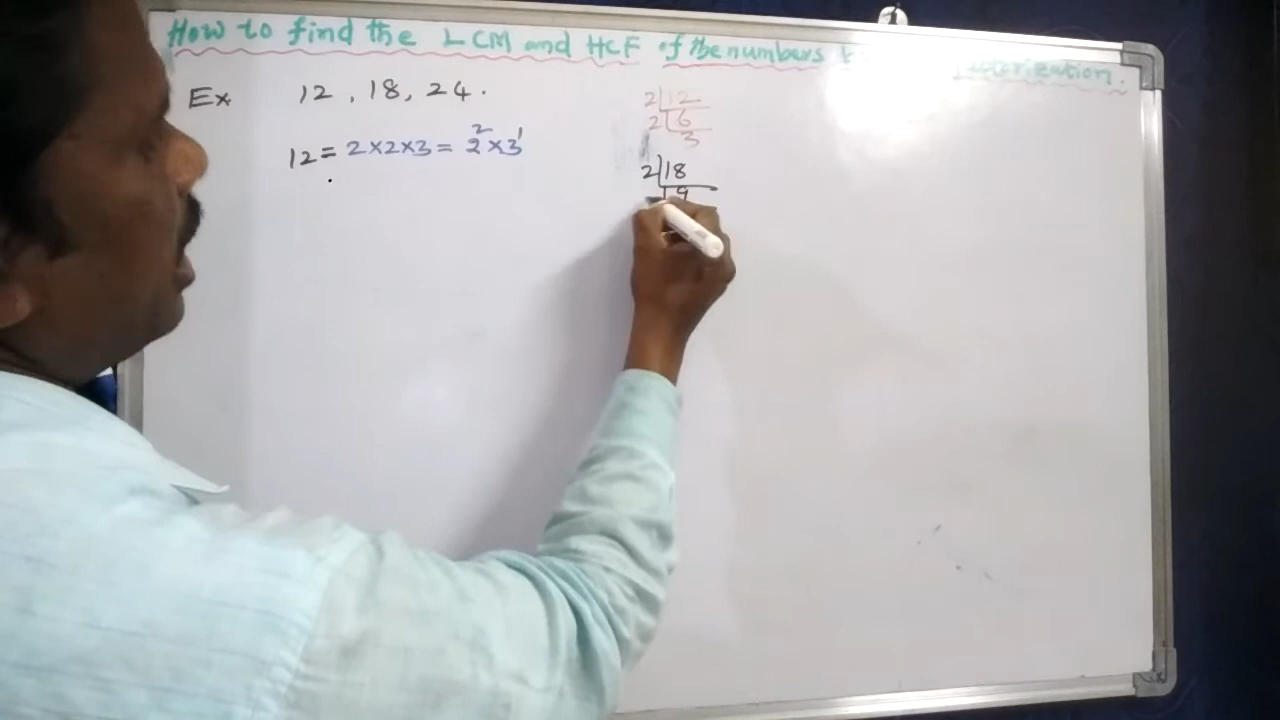 How to find the LCM and HCF of the numbers
Ex 12, 18, 24.
12 = 2×2×3 = 2² × 3¹
2 12
2 6
3
2 18
9